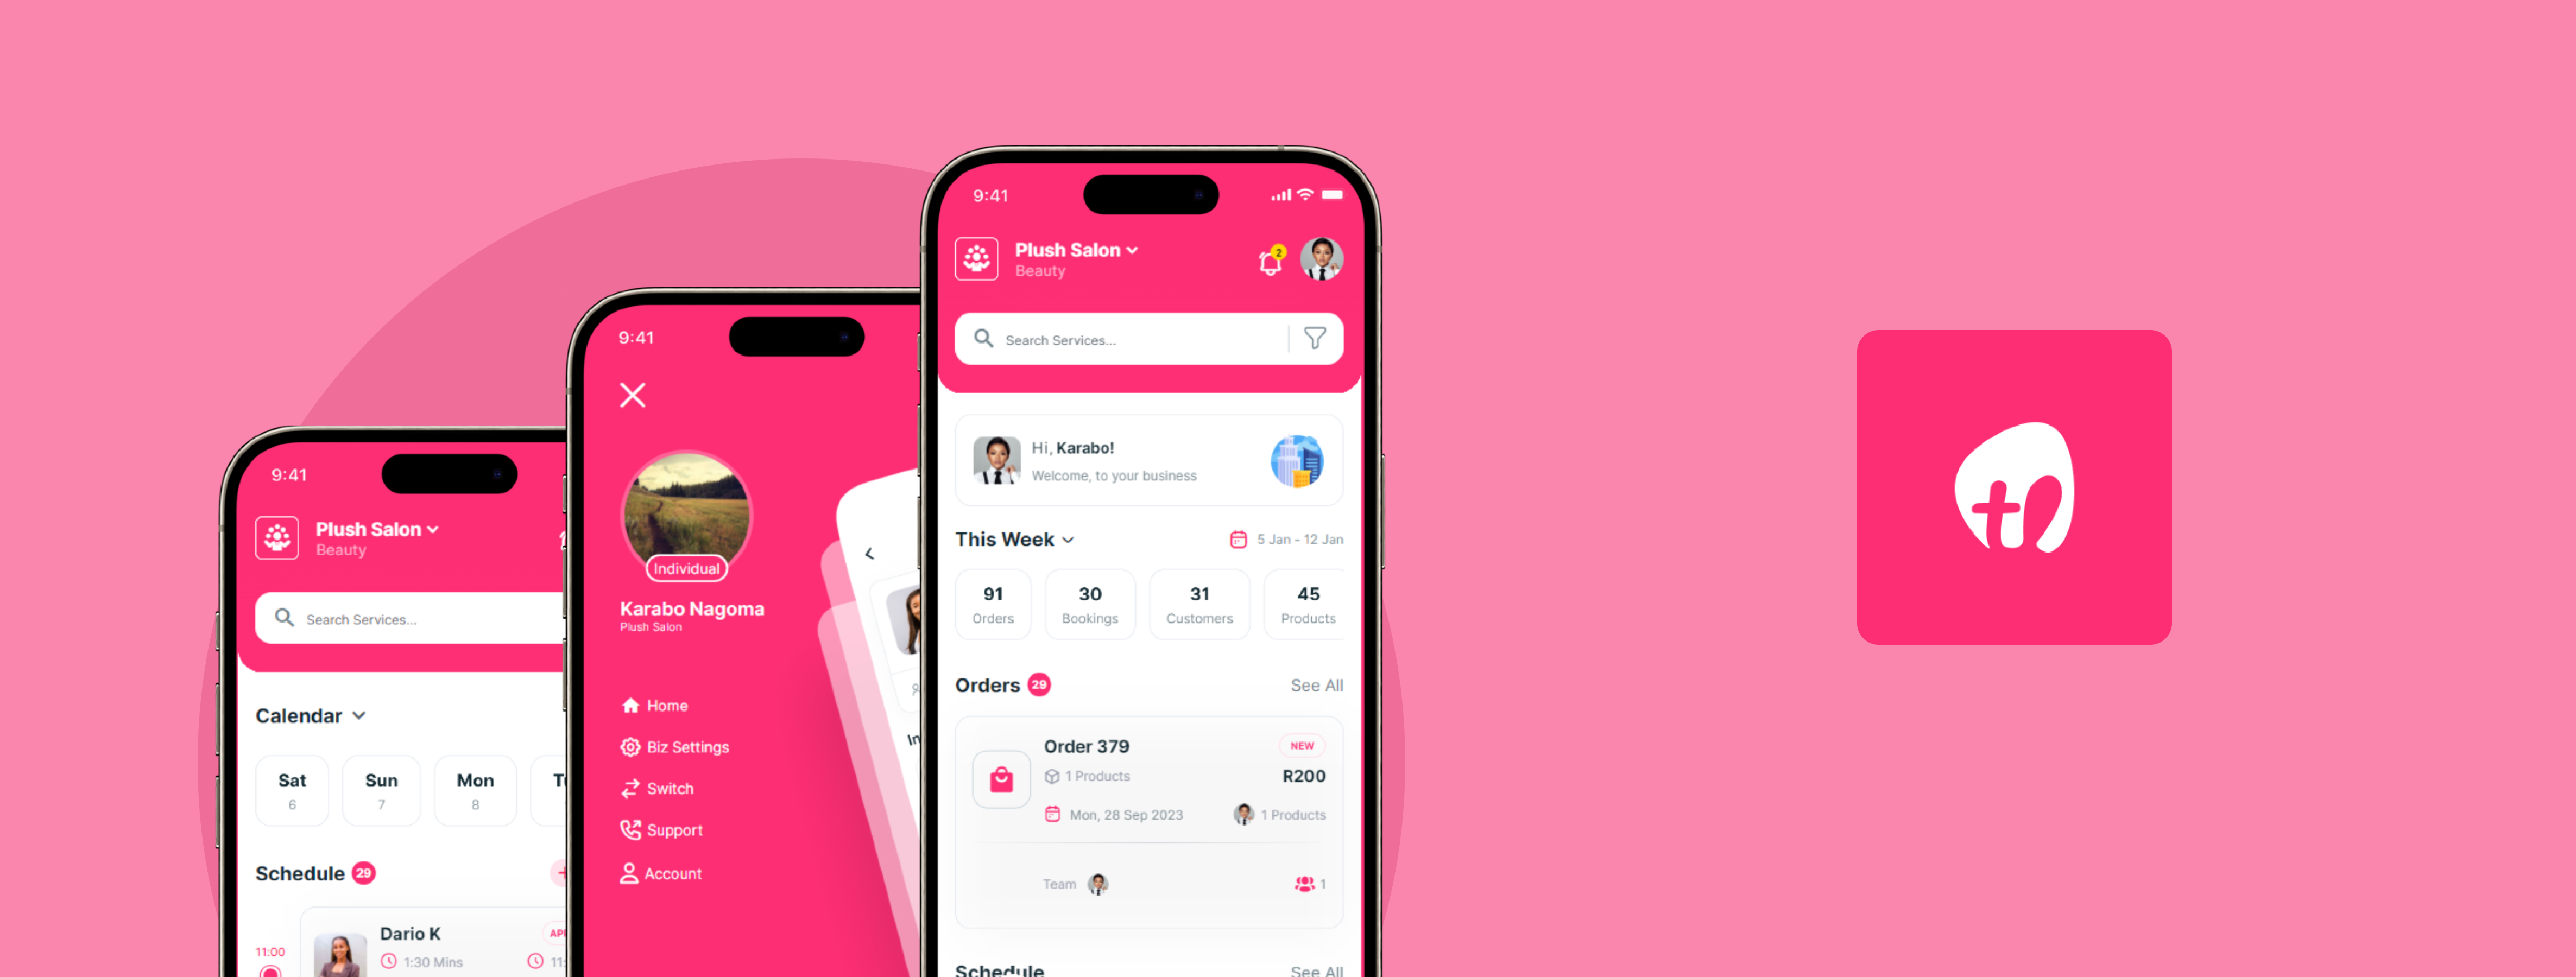 9:41
Plush Salon
Beauty
Search Services...
Calendar
Sat
6
Sun
7
Mon
8
Schedule 29
11:00
Dario K
1:30 Mins
9:41
Individual
Karabo Nagoma
Plush Salon
Home
Biz Settings
Switch
Support
Account
9:41
Plush Salon
Beauty
2
Search Services...
Hi, Karabo!
Welcome, to your business
This Week
5 Jan - 12 Jan
91
Orders
30
Bookings
31
Customers
45
Products
Orders 29
See All
Order 379
NEW
1 Products
R200
Mon, 28 Sep 2023
1 Products
Team
1
Schedule
See All